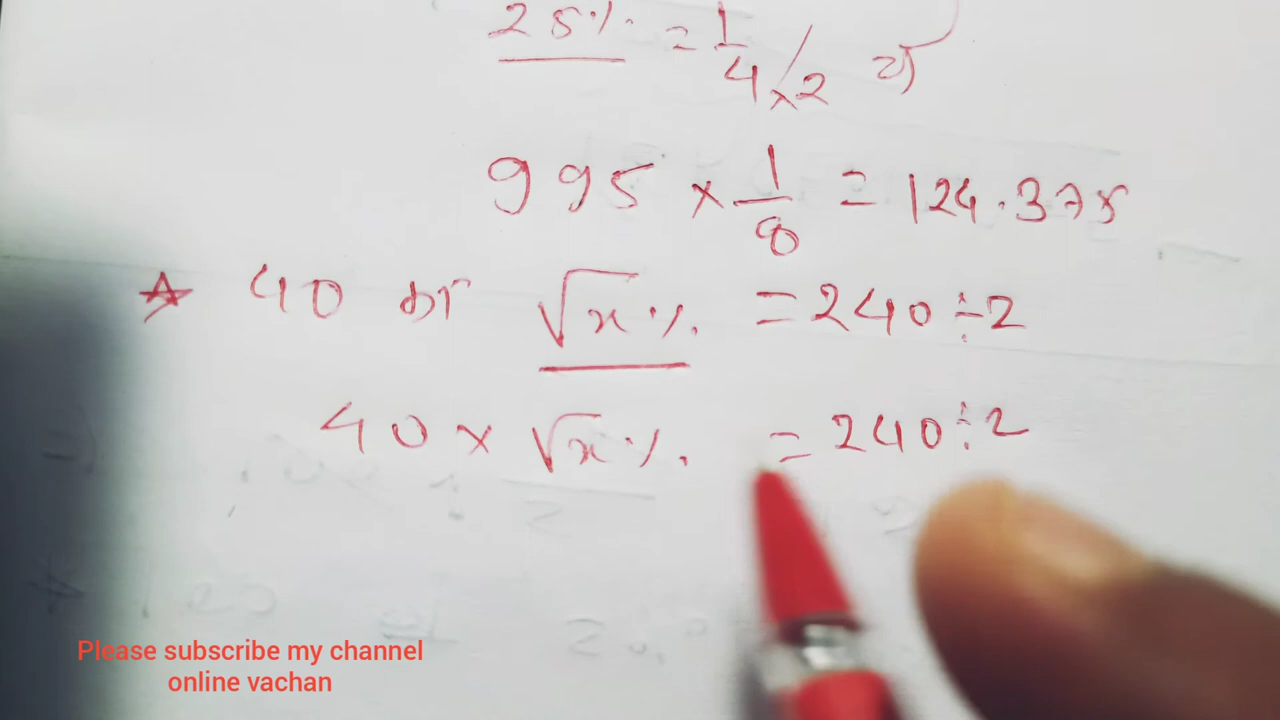 25% = 1/4×2 ⇒
995 × 1/8 = 124.375
☆ 40 का √x% = 240÷2
40 × √x% = 240÷2
Please subscribe my channel
online vachan